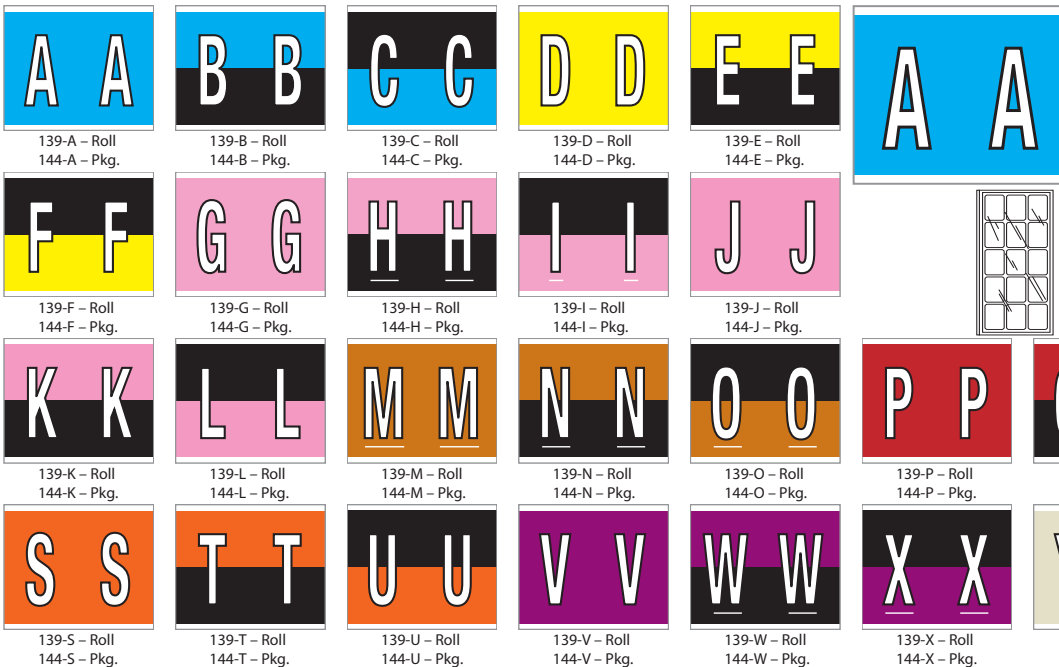 A A B B C C D D E E A A
139-A – Roll 139-B – Roll 139-C – Roll 139-D – Roll 139-E – Roll
144-A – Pkg. 144-B – Pkg. 144-C – Pkg. 144-D – Pkg. 144-E – Pkg.
F F G G H H I I J J
139-F – Roll 139-G – Roll 139-H – Roll 139-I – Roll 139-J – Roll
144-F – Pkg. 144-G – Pkg. 144-H – Pkg. 144-I – Pkg. 144-J – Pkg.
K K L L M M N N O O P P
139-K – Roll 139-L – Roll 139-M – Roll 139-N – Roll 139-O – Roll 139-P – Roll
144-K – Pkg. 144-L – Pkg. 144-M – Pkg. 144-N – Pkg. 144-O – Pkg. 144-P – Pkg.
S S T T U U V V W W X X
139-S – Roll 139-T – Roll 139-U – Roll 139-V – Roll 139-W – Roll 139-X – Roll
144-S – Pkg. 144-T – Pkg. 144-U – Pkg. 144-V – Pkg. 144-W – Pkg. 144-X – Pkg.